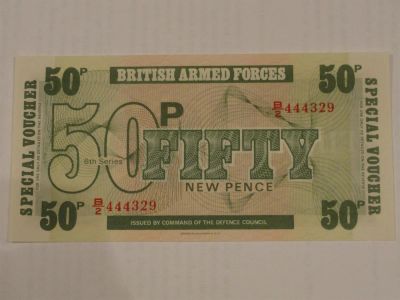 50P
BRITISH ARMED FORCES
50P
SPECIAL VOUCHER
B/2 444329
50P
6th Series
FIFTY
NEW PENCE
SPECIAL VOUCHER
B/2 444329
50P
ISSUED BY COMMAND OF THE DEFENCE COUNCIL
50P